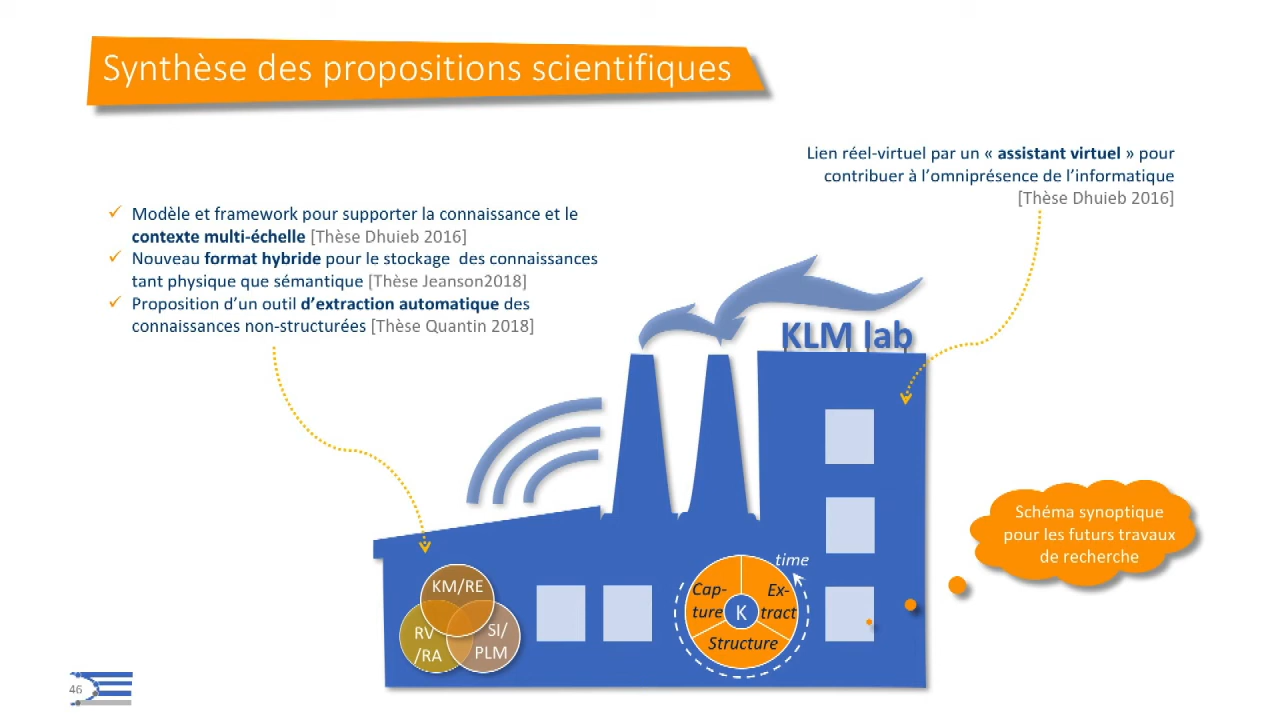 Synthèse des propositions scientifiques
Lien réel-virtuel par un « assistant virtuel » pour
contribuer à l’omniprésence de l’informatique
[Thèse Dhuieb 2016]
✓ Modèle et framework pour supporter la connaissance et le
contexte multi-échelle [Thèse Dhuieb 2016]
✓ Nouveau format hybride pour le stockage des connaissances
tant physique que sémantique [Thèse Jeanson2018]
✓ Proposition d’un outil d’extraction automatique des
connaissances non-structurées [Thèse Quantin 2018]
KLM lab
Schéma synoptique
pour les futurs travaux
de recherche
KM/RE
RV
/RA
SI/
PLM
time
Cap-
ture
K
Ex-
tract
Structure
46